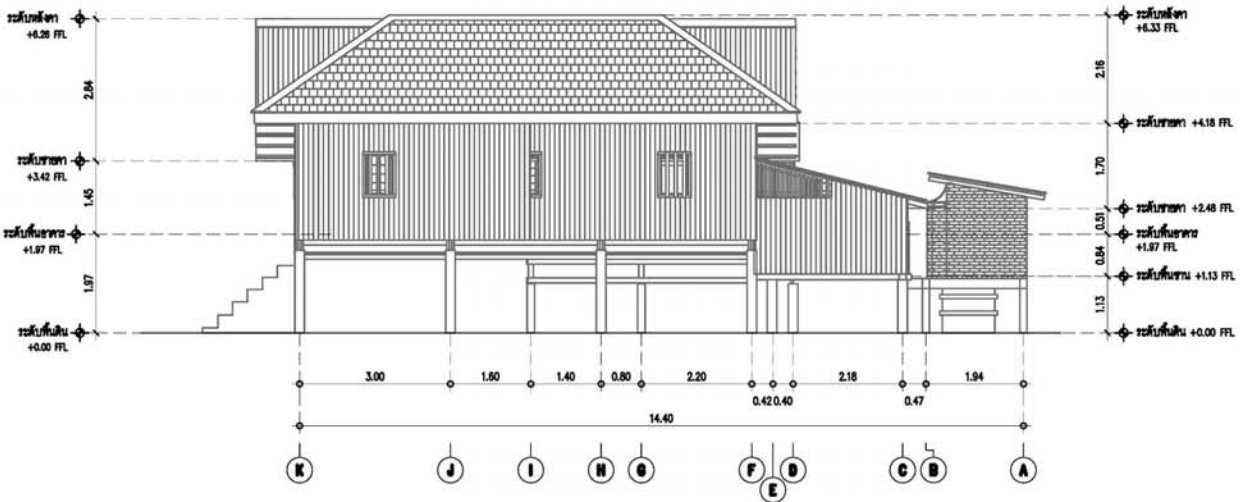 ระดับหลังคา
+6.26 FFL
2.84
ระดับชายคา
+3.42 FFL
1.45
ระดับพื้นอาคาร
+1.97 FFL
1.97
ระดับพื้นดิน
+0.00 FFL
ระดับหลังคา
+6.33 FFL
2.16
ระดับชายคา +4.18 FFL
1.70
ระดับชายคา +2.48 FFL
0.51
ระดับพื้นอาคาร
+1.97 FFL
0.84
ระดับพื้นชาน +1.13 FFL
1.13
ระดับพื้นดิน +0.00 FFL
3.00 1.60 1.40 0.80 2.20 2.18 1.94
0.42 0.40 0.47
14.40
K J I H G F E D C B A